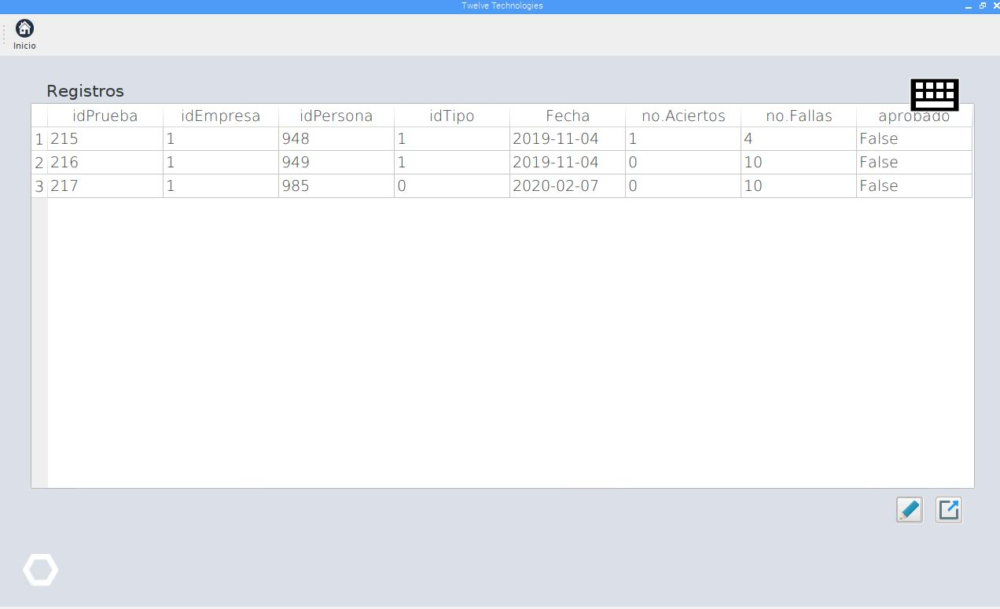 Twelve Technologies
Inicio
Registros
idPrueba idEmpresa idPersona idTipo Fecha no.Aciertos no.Fallas aprobado
1 215 1 948 1 2019-11-04 1 4 False
2 216 1 949 1 2019-11-04 0 10 False
3 217 1 985 0 2020-02-07 0 10 False